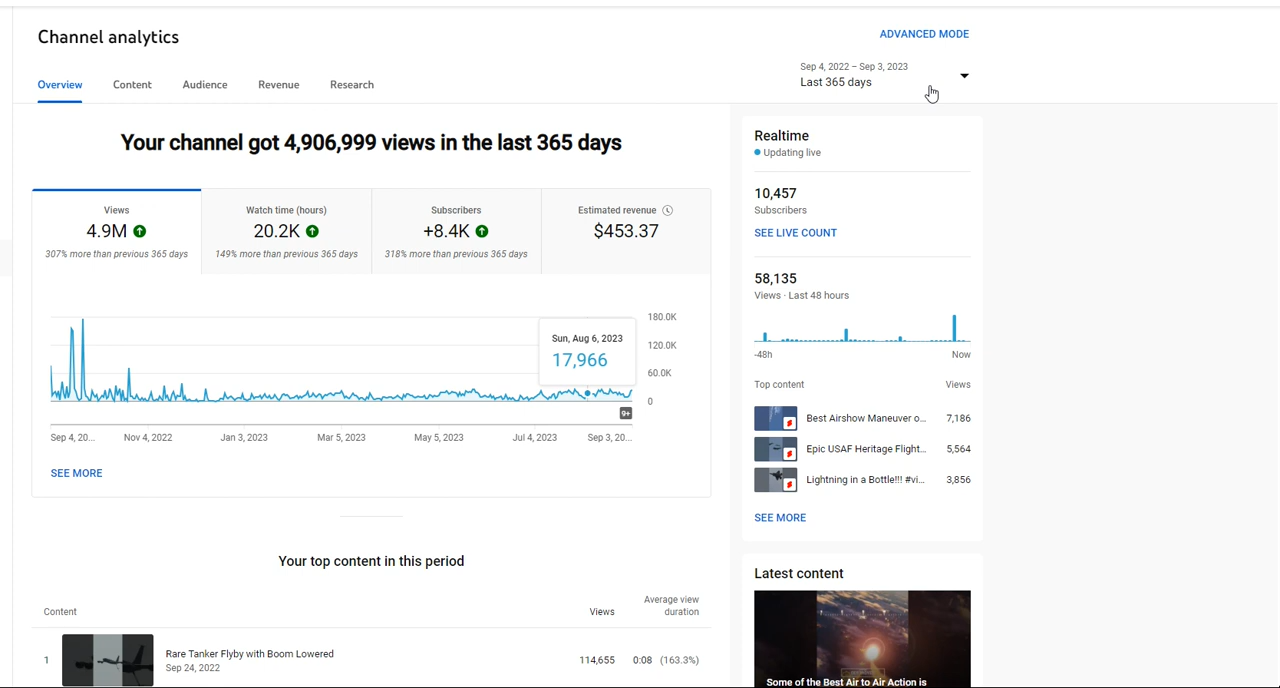 Channel analytics
ADVANCED MODE
Sep 4, 2022 – Sep 3, 2023
Last 365 days
Overview Content Audience Revenue Research
Your channel got 4,906,999 views in the last 365 days
Views
4.9M
307% more than previous 365 days
Watch time (hours)
20.2K
149% more than previous 365 days
Subscribers
+8.4K
318% more than previous 365 days
Estimated revenue
$453.37
180.0K
120.0K
60.0K
0
Sun, Aug 6, 2023
17,966
9+
Sep 4, 20... Nov 4, 2022 Jan 3, 2023 Mar 5, 2023 May 5, 2023 Jul 4, 2023 Sep 3, 20...
SEE MORE
Your top content in this period
Content Views Average view
duration
1 Rare Tanker Flyby with Boom Lowered 114,655 0:08 (163.3%)
Sep 24, 2022
Realtime
Updating live
10,457
Subscribers
SEE LIVE COUNT
58,135
Views · Last 48 hours
-48h Now
Top content Views
Best Airshow Maneuver o... 7,186
Epic USAF Heritage Flight... 5,564
Lightning in a Bottle!!! #vi... 3,856
SEE MORE
Latest content
Some of the Best Air to Air Action is